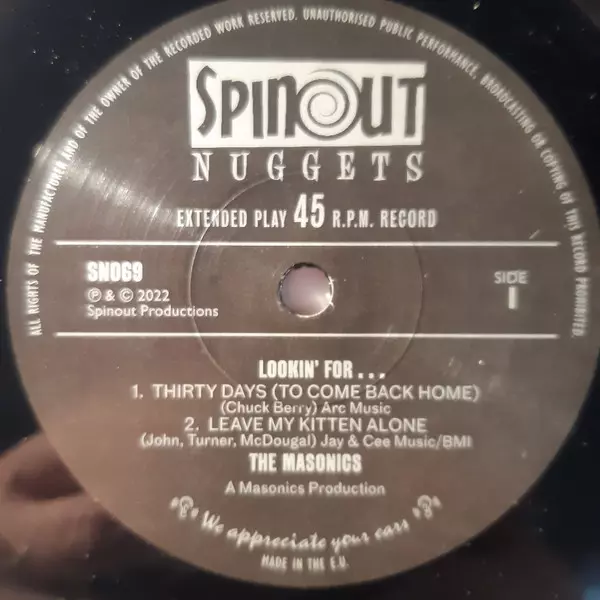 ALL RIGHTS OF THE MANUFACTURER AND OF THE OWNER OF THE RECORDED WORK RESERVED. UNAUTHORISED PUBLIC PERFORMANCE, BROADCASTING OR COPYING OF THIS RECORD PROHIBITED.
SPINOUT
NUGGETS
EXTENDED PLAY 45 R.P.M. RECORD
SN069
SIDE
1
℗ & © 2022
Spinout Productions
LOOKIN' FOR...
1. THIRTY DAYS (TO COME BACK HOME)
(Chuck Berry) Arc Music
2. LEAVE MY KITTEN ALONE
(John, Turner, McDougal) Jay & Cee Music/BMI
THE MASONICS
A Masonics Production
We appreciate your ears
MADE IN THE E.U.